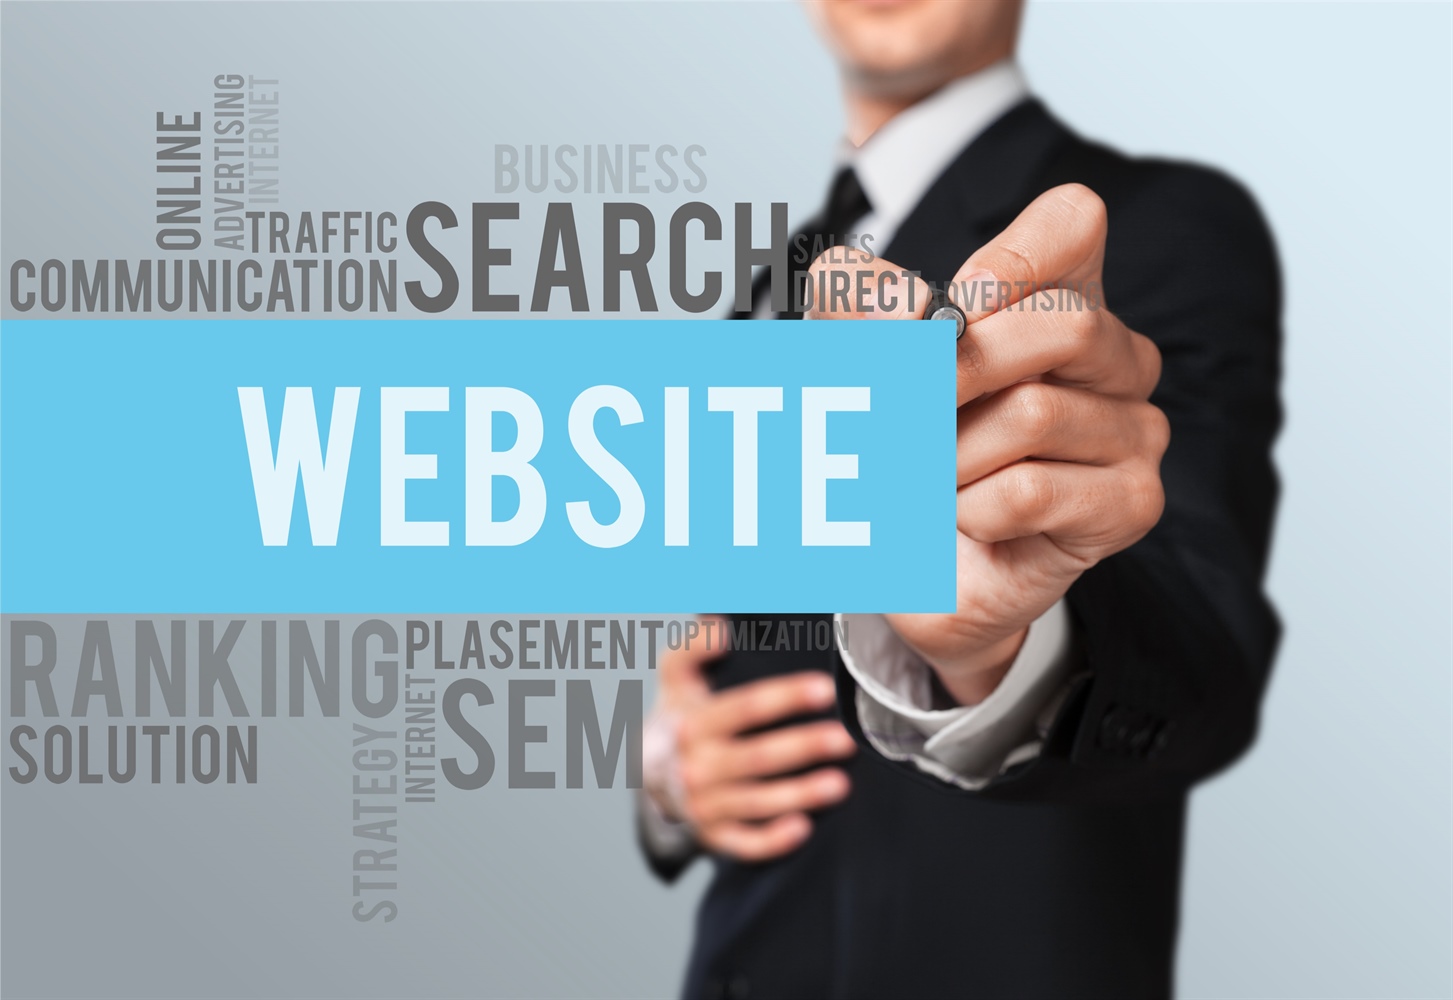 ONLINE
ADVERTISING
INTERNET
BUSINESS
TRAFFIC
SEARCH
SALES
COMMUNICATION
DIRECT
ADVERTISING
WEBSITE
RANKING
PLASEMENT
OPTIMIZATION
SOLUTION
STRATEGY
INTERNET
SEM